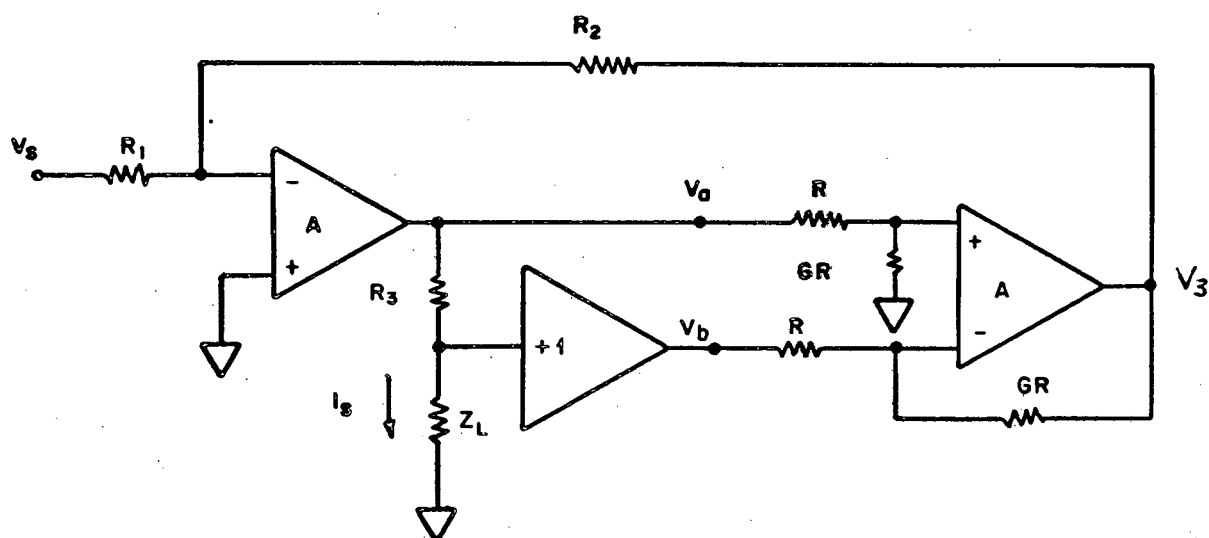 R2
Vs
R1
-
A
+
Va
R
+
GR
A
V3
-
R3
+1
Vb
R
GR
Is
ZL